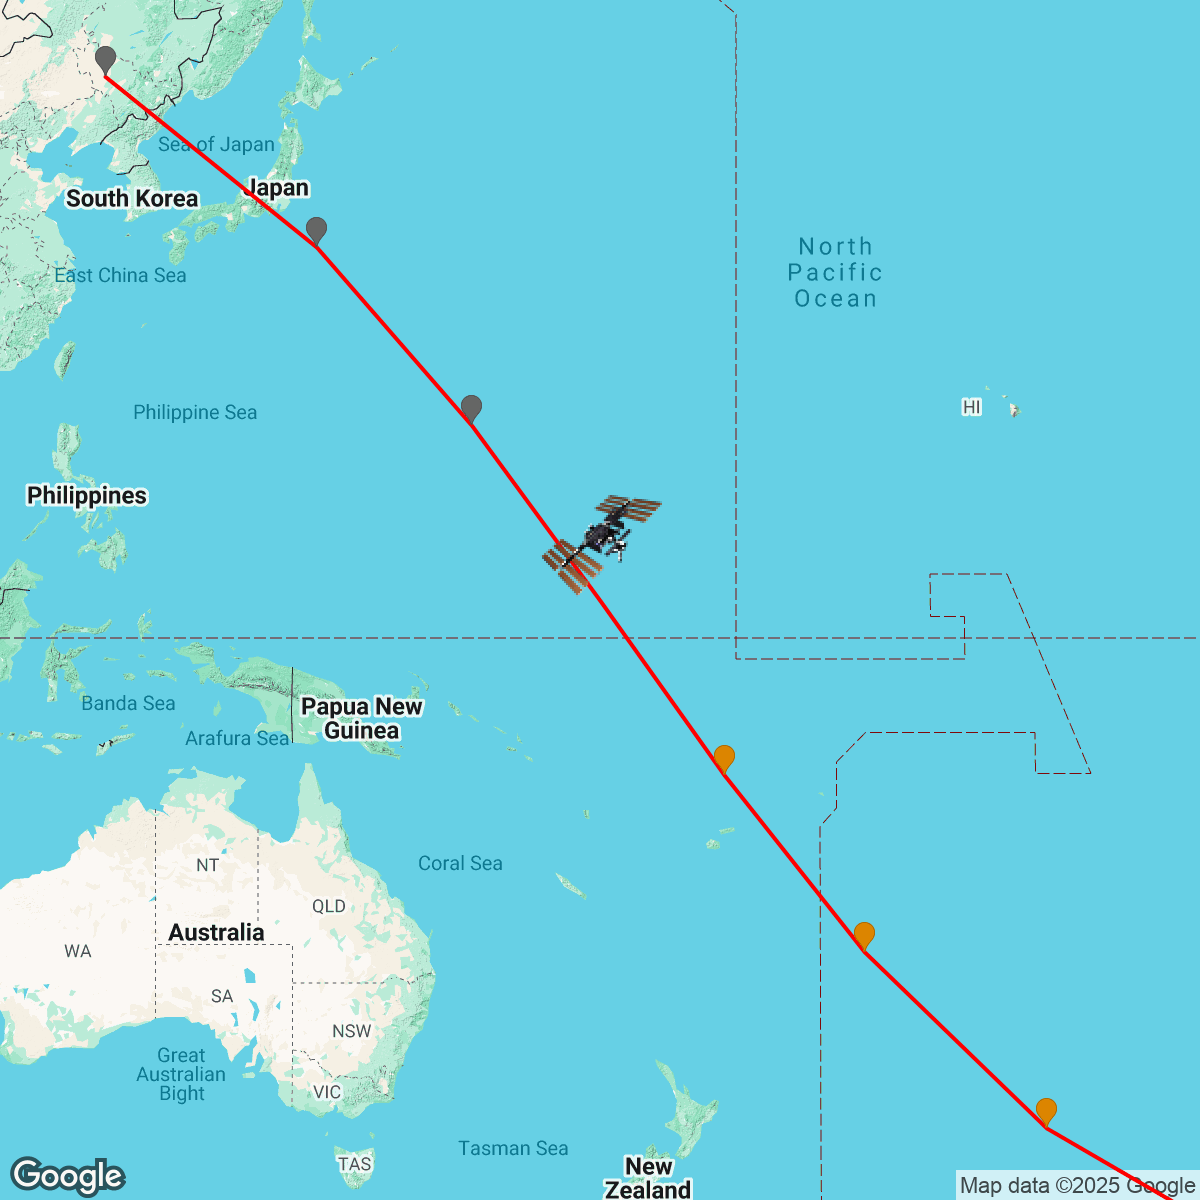 Sea of Japan
Japan
South Korea
North
Pacific
Ocean
East China Sea
HI
Philippine Sea
Philippines
Banda Sea
Papua New
Guinea
Arafura Sea
NT
Coral Sea
QLD
Australia
WA
SA
NSW
Great
Australian
Bight
VIC
Tasman Sea
TAS
New
Zealand
Google
Map data ©2025 Google